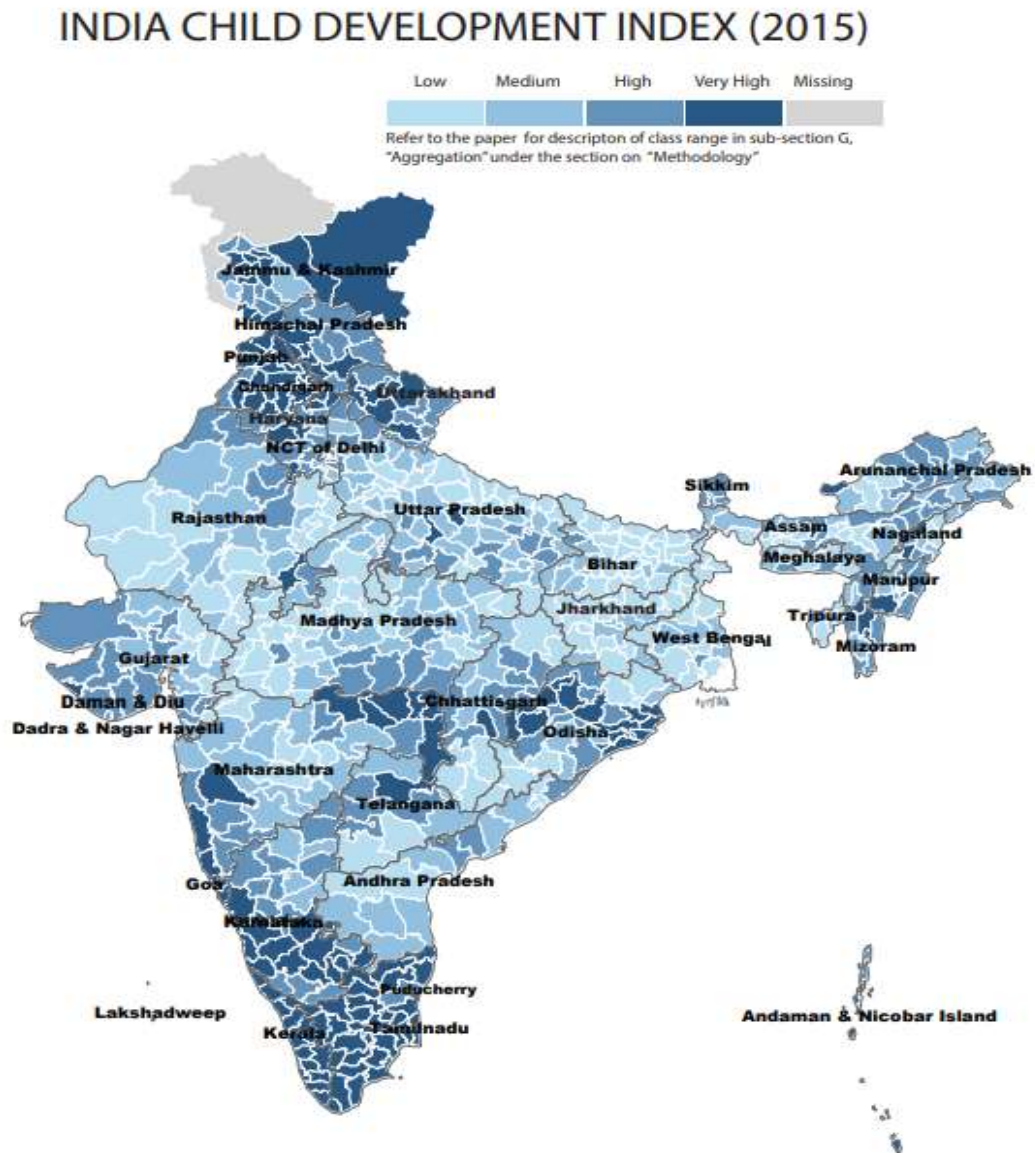 INDIA CHILD DEVELOPMENT INDEX (2015)
Low Medium High Very High Missing
Refer to the paper for descripton of class range in sub-section G,
"Aggregation" under the section on "Methodology"
Jammu & Kashmir
Himachal Pradesh
Punjab
Chandigarh
Uttarakhand
Haryana
NCT of Delhi
Arunanchal Pradesh
Sikkim
Rajasthan
Uttar Pradesh
Assam
Nagaland
Meghalaya
Bihar
Manipur
Jharkhand
Madhya Pradesh
Tripura
West Bengal
Mizoram
Gujarat
Daman & Diu
Chhattisgarh
Dadra & Nagar Havelli
Odisha
Maharashtra
Telangana
Goa
Andhra Pradesh
Karnataka
Puducherry
Lakshadweep
Andaman & Nicobar Island
Kerala
Tamilnadu